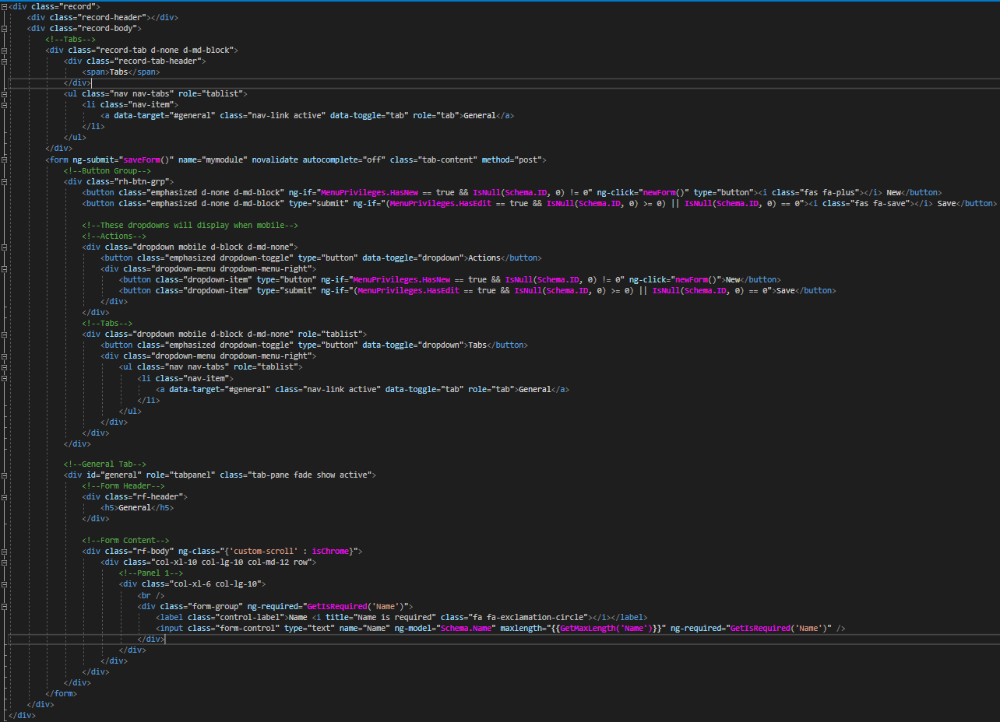 <div class="record">
<div class="record-header"></div>
<div class="record-body">
<!--Tabs-->
<div class="record-tab d-none d-md-block">
<div class="record-tab-header">
<span>Tabs</span>
</div>
<ul class="nav nav-tabs" role="tablist">
<li class="nav-item">
<a data-target="#general" class="nav-link active" data-toggle="tab" role="tab">General</a>
</li>
</ul>
</div>
<form ng-submit="saveForm()" name="mymodule" novalidate autocomplete="off" class="tab-content" method="post">
<!--Button Group-->
<div class="rh-btn-grp">
<button class="emphasized d-none d-md-block" ng-if="MenuPrivileges.HasNew == true && IsNull(Schema.ID, 0) != 0" ng-click="newForm()" type="button"><i class="fas fa-plus"></i> New</button>
<button class="emphasized d-none d-md-block" type="submit" ng-if="(MenuPrivileges.HasEdit == true && IsNull(Schema.ID, 0) >= 0) || IsNull(Schema.ID, 0) == 0"><i class="fas fa-save"></i> Save</button>
<!--These dropdowns will display when mobile-->
<!--Actions-->
<div class="dropdown mobile d-block d-md-none">
<button class="emphasized dropdown-toggle" type="button" data-toggle="dropdown">Actions</button>
<div class="dropdown-menu dropdown-menu-right">
<button class="dropdown-item" type="button" ng-if="MenuPrivileges.HasNew == true && IsNull(Schema.ID, 0) != 0" ng-click="newForm()">New</button>
<button class="dropdown-item" type="submit" ng-if="(MenuPrivileges.HasEdit == true && IsNull(Schema.ID, 0) >= 0) || IsNull(Schema.ID, 0) == 0">Save</button>
</div>
</div>
<!--Tabs-->
<div class="dropdown mobile d-block d-md-none" role="tablist">
<button class="emphasized dropdown-toggle" type="button" data-toggle="dropdown">Tabs</button>
<div class="dropdown-menu dropdown-menu-right">
<ul class="nav nav-tabs" role="tablist">
<li class="nav-item">
<a data-target="#general" class="nav-link active" data-toggle="tab" role="tab">General</a>
</li>
</ul>
</div>
</div>
</div>
<!--General Tab-->
<div id="general" role="tabpanel" class="tab-pane fade show active">
<!--Form Header-->
<div class="rf-header">
<h5>General</h5>
</div>
<!--Form Content-->
<div class="rf-body" ng-class="{'custom-scroll' : isChrome}">
<div class="col-xl-10 col-lg-10 col-md-12 row">
<!--Panel 1-->
<div class="col-xl-6 col-lg-10">
<br />
<div class="form-group" ng-required="GetIsRequired('Name')">
<label class="control-label">Name <i title="Name is required" class="fa fa-exclamation-circle"></i></label>
<input class="form-control" type="text" name="Name" ng-model="Schema.Name" maxlength="{{GetMaxLength('Name')}}" ng-required="GetIsRequired('Name')" />
</div>
</div>
</div>
</div>
</div>
</form>
</div>
</div>